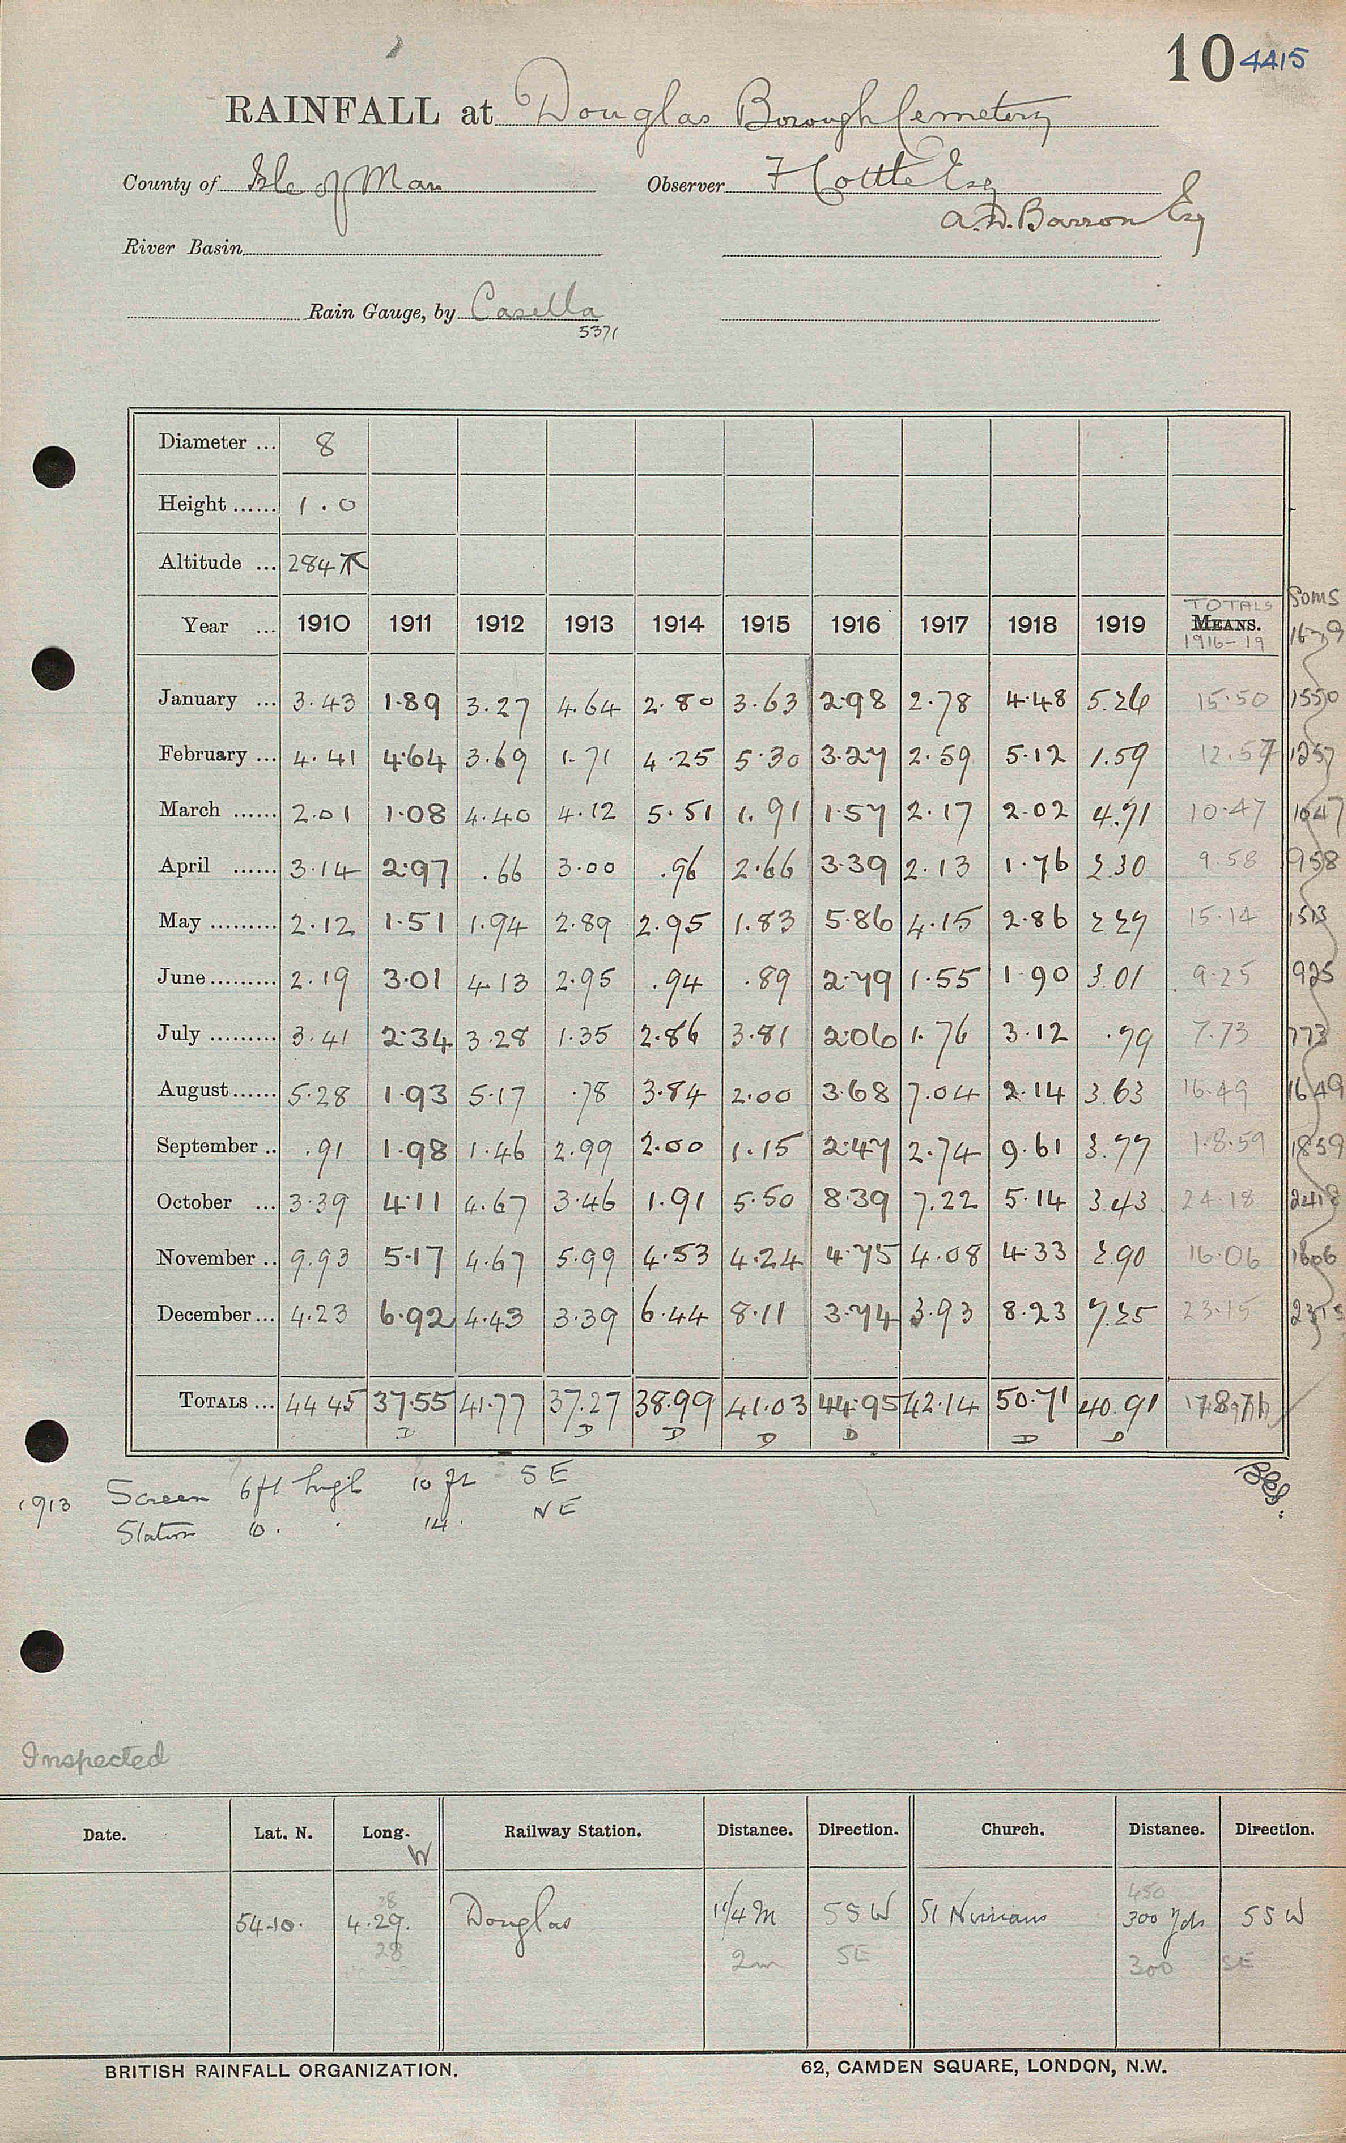 10 4415
RAINFALL at Douglas Borough Cemetery
County of Isle of Man Observer F Cottle Esq
A.D. Barron Esq
River Basin
Rain Gauge, by Casella
5371
Diameter ... 8
Height ...... 1.0
Altitude ... 284
TOTALS Soms
Year ... 1910 1911 1912 1913 1914 1915 1916 1917 1918 1919 MEANS.
1916-19 16-19
January ... 3.43 1.89 3.27 4.64 2.80 3.63 2.98 2.78 4.48 5.26 15.50 1550
February ... 4.41 4.64 3.69 1.71 4.25 5.30 3.27 2.59 5.12 1.59 12.57 1257
March ...... 2.01 1.08 4.40 4.12 5.51 1.91 1.57 2.17 2.02 4.71 10.47 1047
April ...... 3.14 2.97 .66 3.00 .96 2.66 3.39 2.13 1.76 2.30 9.58 958
May ......... 2.12 1.51 1.94 2.89 2.95 1.83 5.86 4.15 2.86 2.27 15.14 1513
June ......... 2.19 3.01 4.13 2.95 .94 .89 2.79 1.55 1.90 3.01 9.25 925
July ......... 3.41 2.34 3.28 1.35 2.86 3.81 2.06 1.76 3.12 .79 7.73 773
August ...... 5.28 1.93 5.17 .78 3.84 2.00 3.68 7.04 2.14 3.63 16.49 1649
September .. .91 1.98 1.46 2.99 2.00 1.15 2.47 2.74 9.61 3.77 18.59 1859
October ... 3.39 4.11 4.67 3.46 1.91 5.50 8.39 7.22 5.14 3.43 24.18 2418
November .. 9.93 5.17 4.67 5.99 4.53 4.24 4.75 4.08 4.33 2.90 16.06 1606
December ... 4.23 6.92 4.43 3.39 6.44 8.11 3.74 3.93 8.23 7.25 23.15 2315
TOTALS ... 44 45 37.55 41.77 37.27 38.99 41.03 44.95 42.14 50.71 40.91 178.71
D D D D D D D
1913 Screen 6 ft high 10 ft SE
Station 10 . . 14 . NE
Inspected
Date. Lat. N. Long. W Railway Station. Distance. Direction. Church. Distance. Direction.
28 450
54-10. 4.29. Douglas 1 1/4 M SSW St Ninians 300 yds SSW
28 2m SE 300 SE
BRITISH RAINFALL ORGANIZATION. 62, CAMDEN SQUARE, LONDON, N.W.